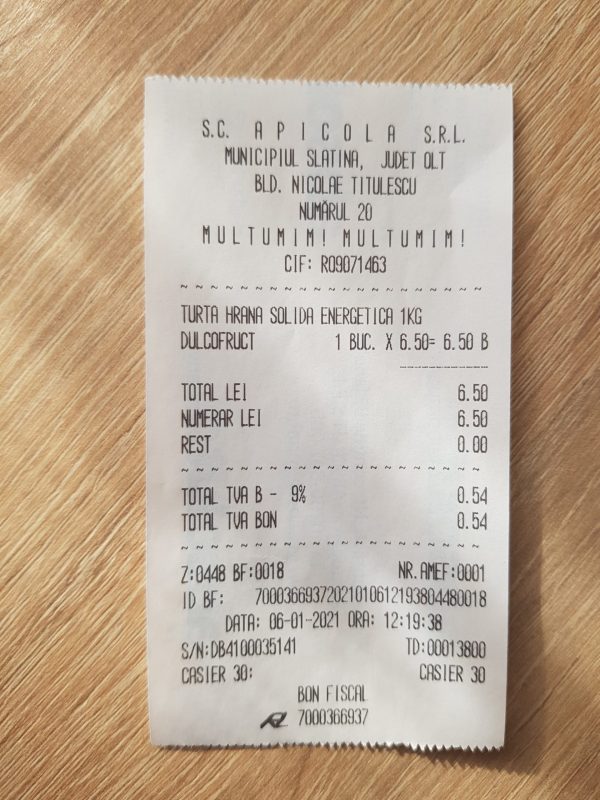 S.C. APICOLA S.R.L.
MUNICIPIUL SLATINA, JUDET OLT
BLD. NICOLAE TITULESCU
NUMĂRUL 20
MULTUMIM! MULTUMIM!
CIF: RO9071463
~ ~ ~ ~ ~ ~ ~ ~ ~ ~ ~ ~ ~ ~ ~ ~ ~ ~ ~ ~
TURTA HRANA SOLIDA ENERGETICA 1KG
DULCOFRUCT 1 BUC. X 6.50= 6.50 B
------------
TOTAL LEI 6.50
NUMERAR LEI 6.50
REST 0.00
~ ~ ~ ~ ~ ~ ~ ~ ~ ~ ~ ~ ~ ~ ~ ~ ~ ~ ~ ~
TOTAL TVA B - 9% 0.54
TOTAL TVA BON 0.54
~ ~ ~ ~ ~ ~ ~ ~ ~ ~ ~ ~ ~ ~ ~ ~ ~ ~ ~ ~
Z:0448 BF:0018 NR.AMEF:0001
ID BF: 70003669372021010612193804480018
DATA: 06-01-2021 ORA: 12:19:38
S/N:DB4100035141 TD:00013800
CASIER 30: CASIER 30
BON FISCAL
7000366937